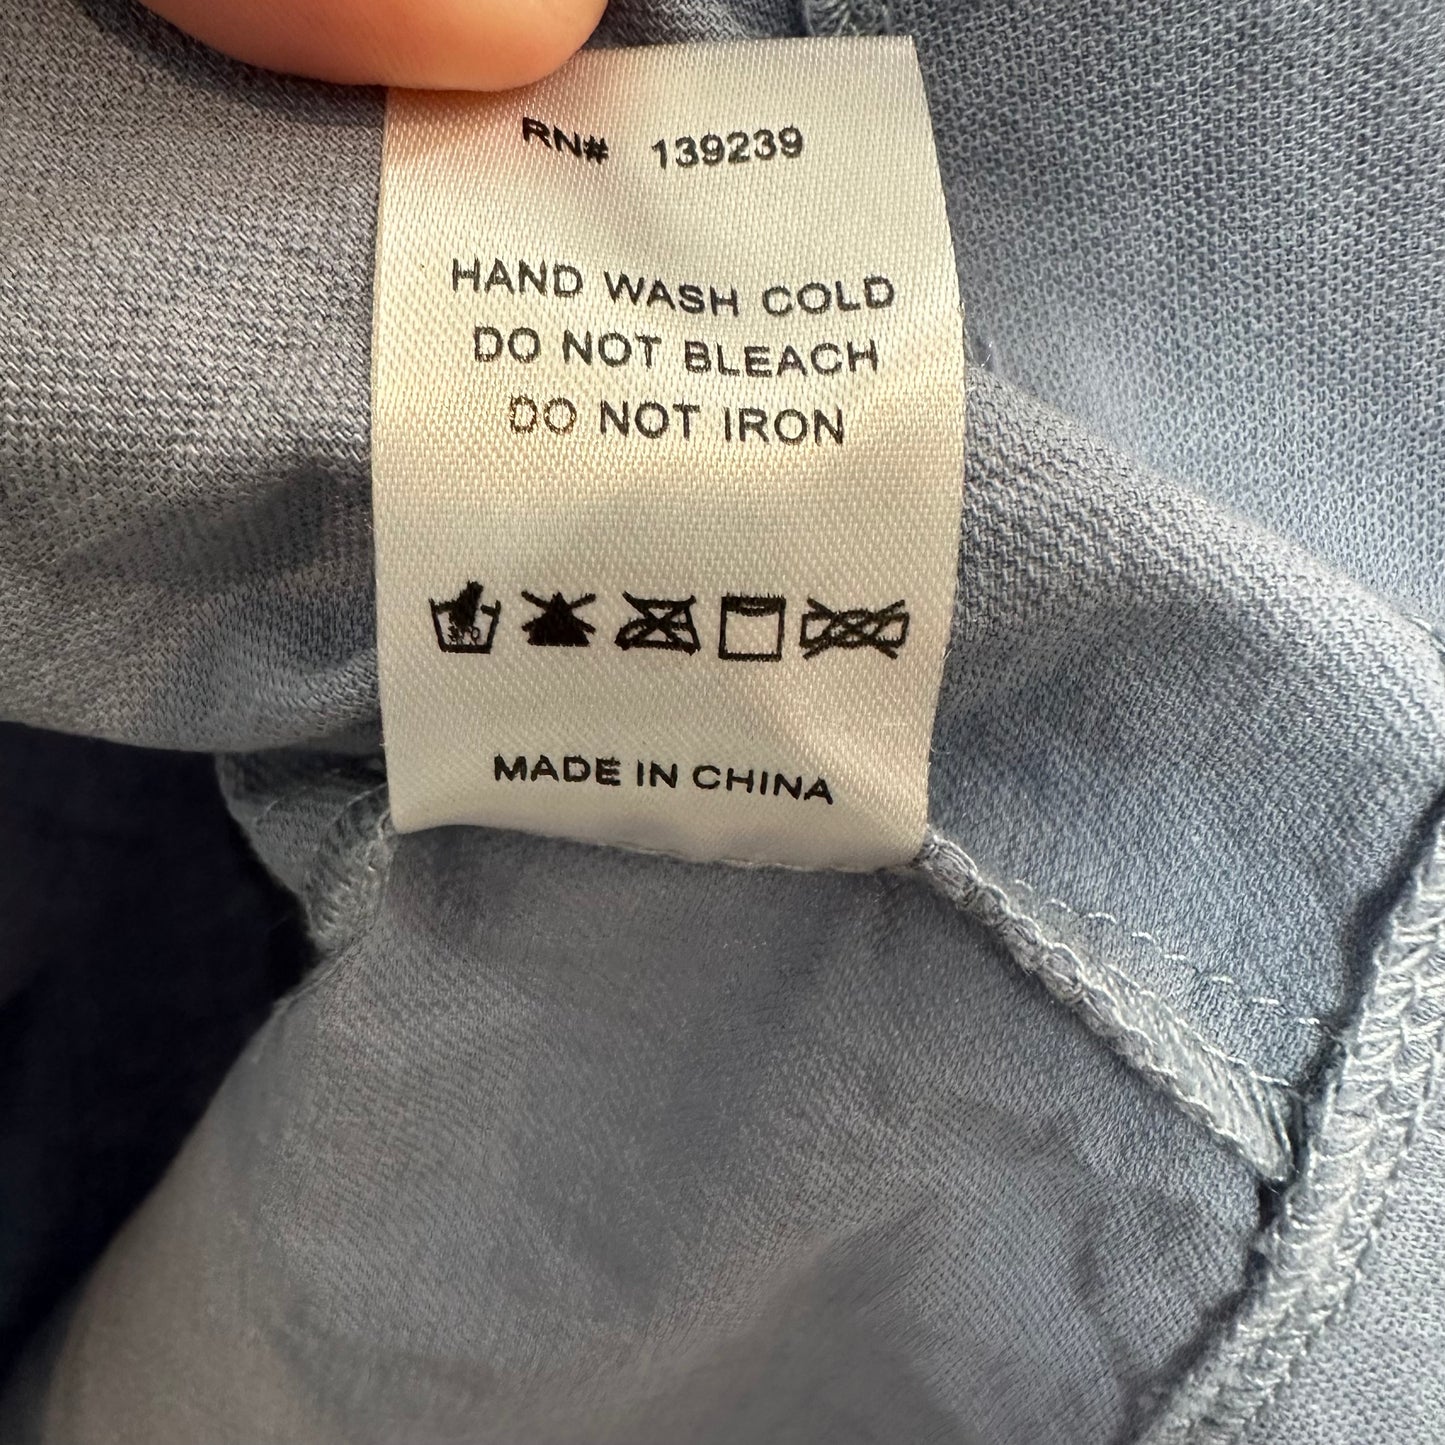 RN# 139239
HAND WASH COLD
DO NOT BLEACH
DO NOT IRON
MADE IN CHINA